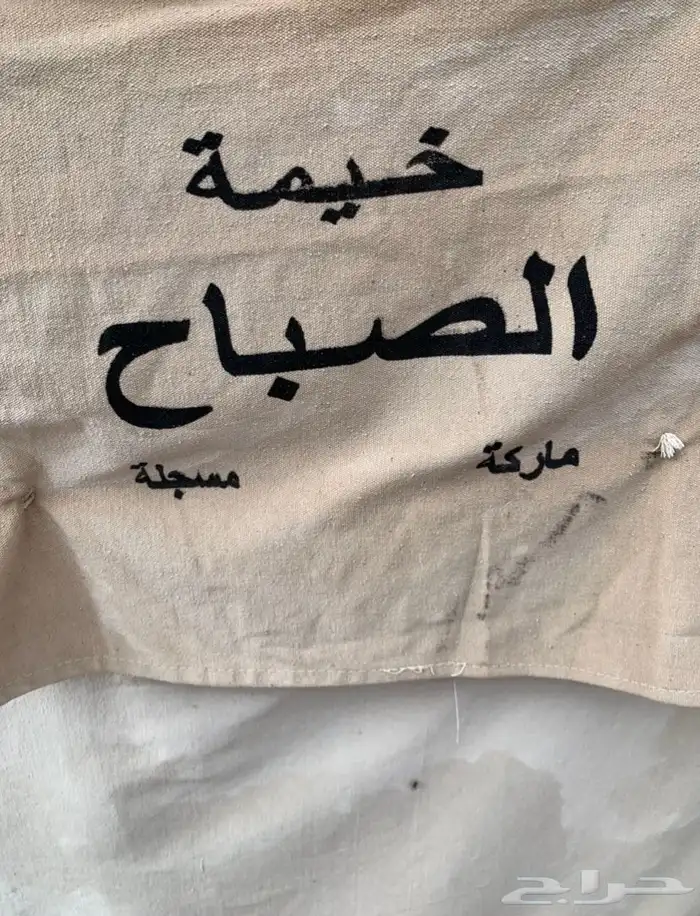 خيمة
الصباح
ماركة مسجلة
حراج